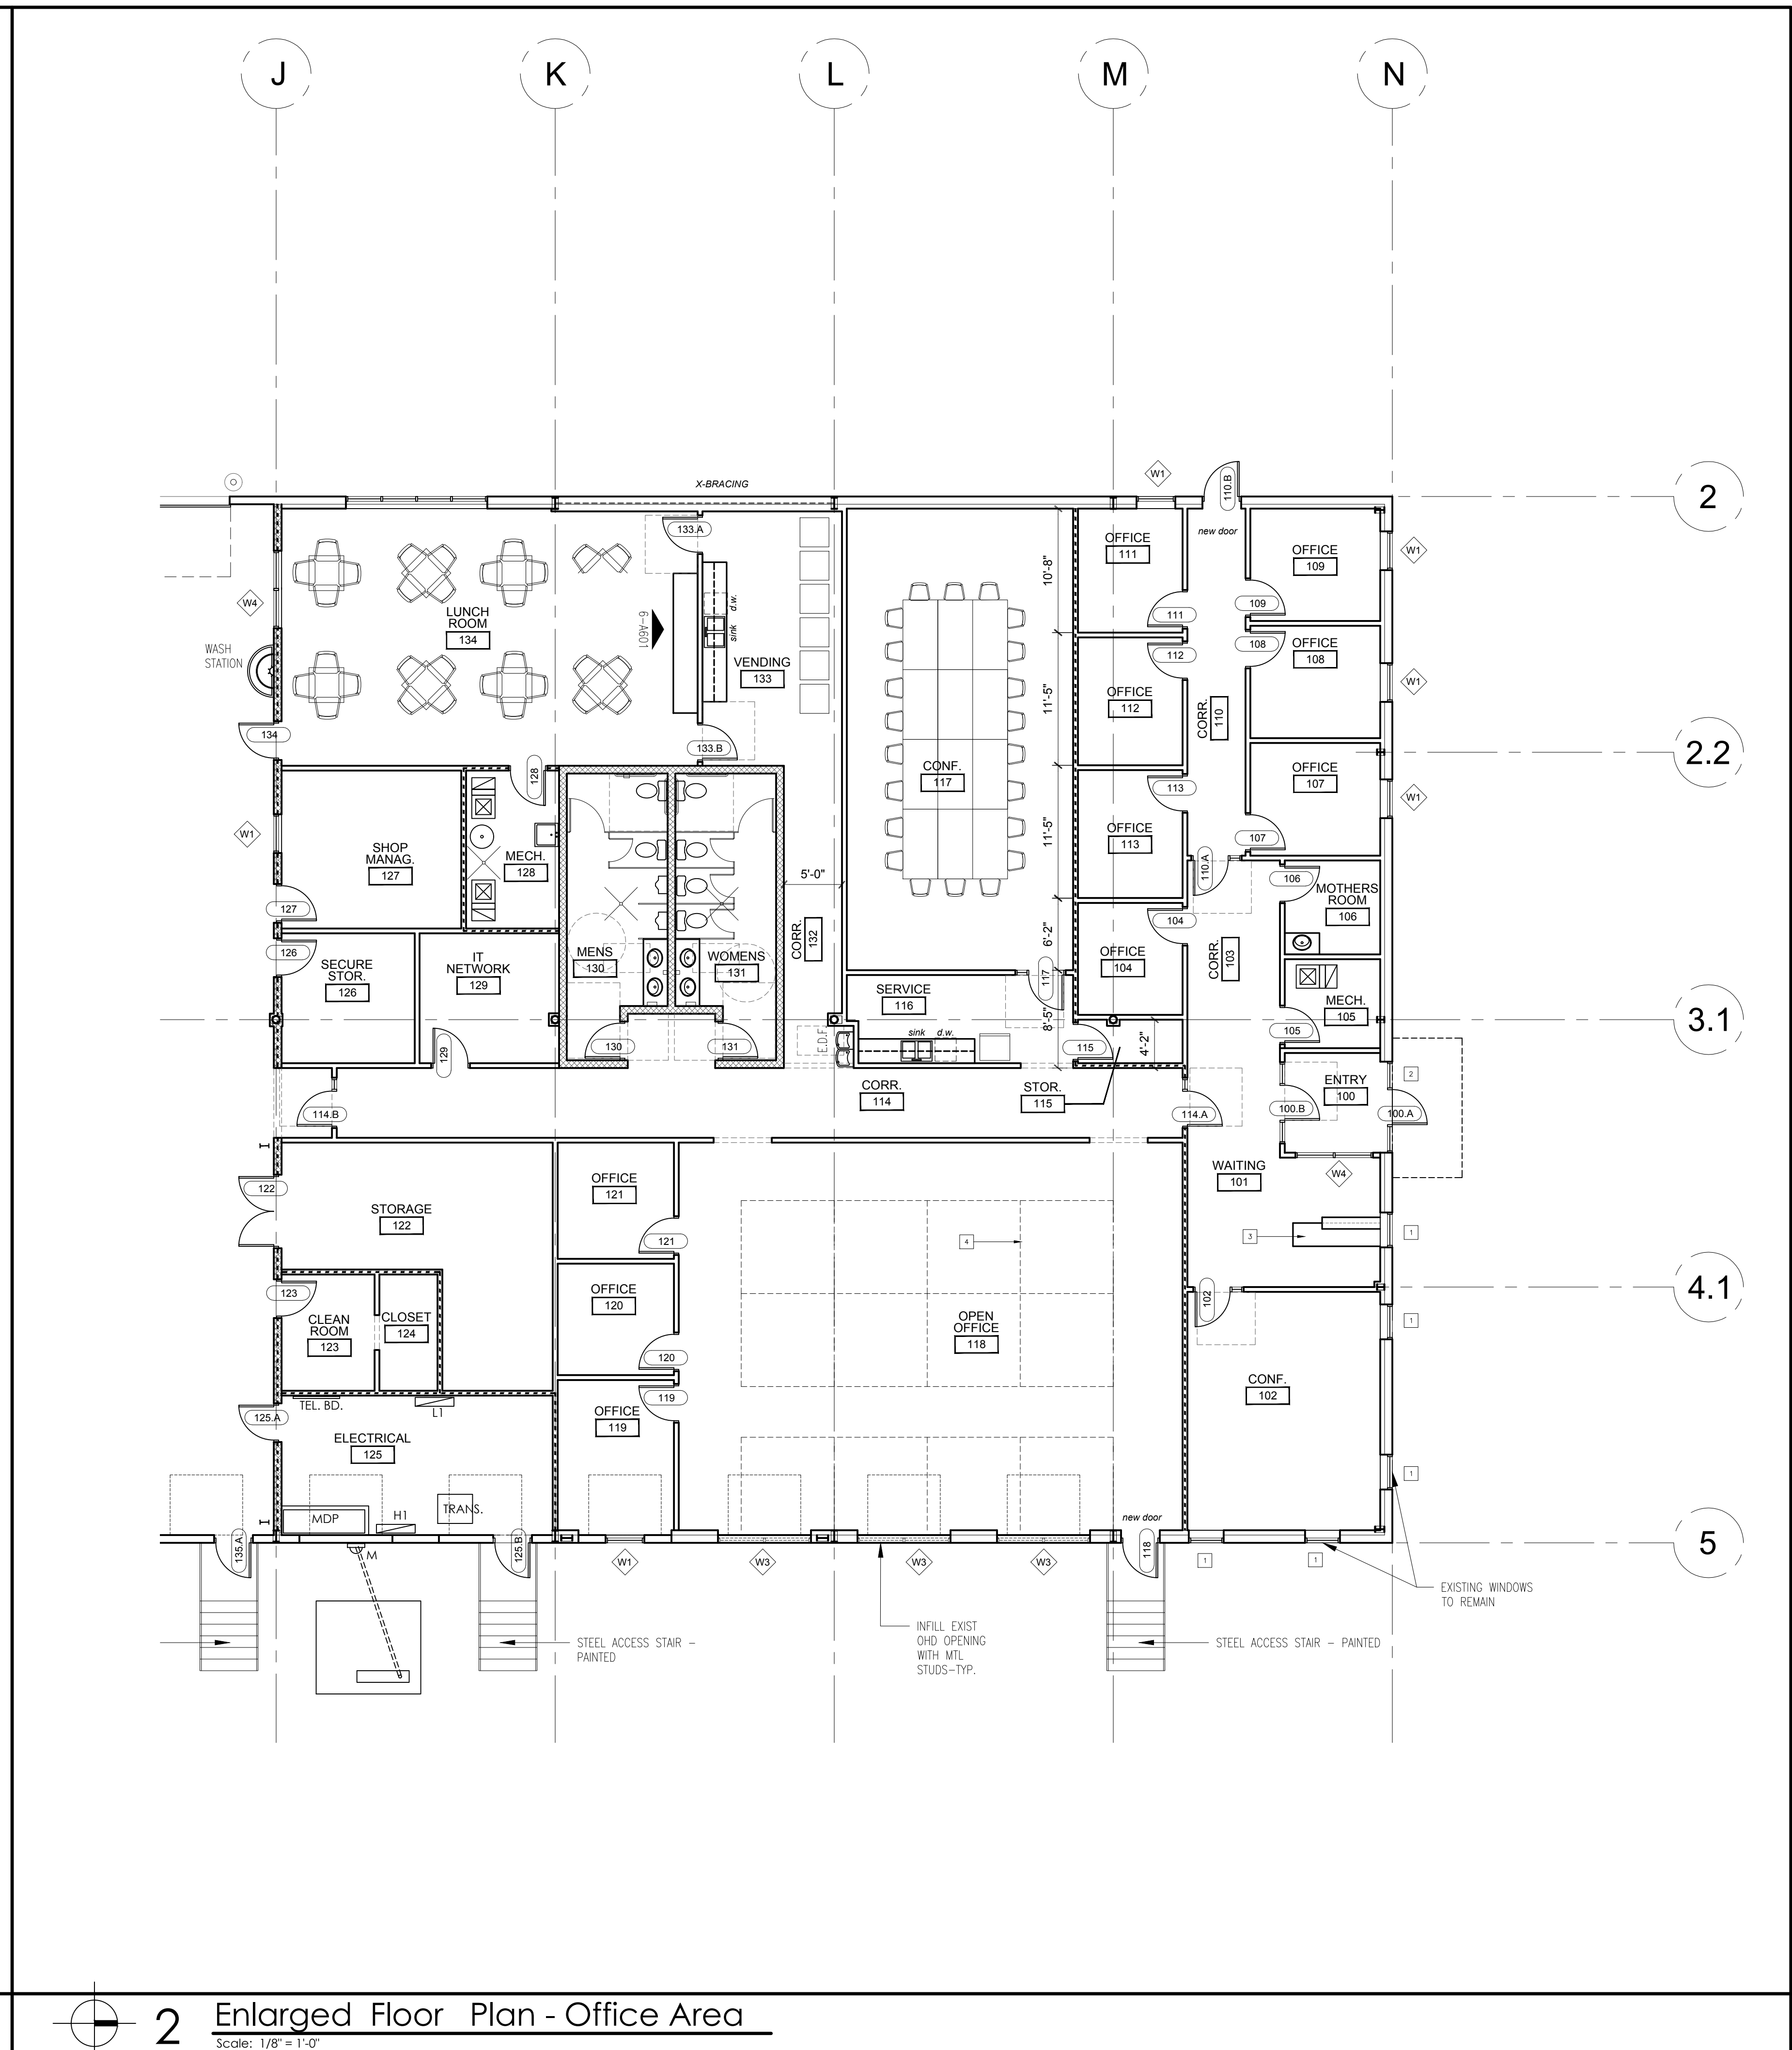 J
K
L
M
N
2
2.2
3.1
4.1
5
X-BRACING
W1
110.B
new door
133.A
OFFICE
111
OFFICE
109
W1
10'-8"
W4
LUNCH
ROOM
134
6-A601
d.w.
sink
111
109
WASH
STATION
VENDING
133
112
108
OFFICE
108
W1
11'-5"
OFFICE
112
CORR.
110
134
133.B
128
CONF.
117
OFFICE
107
W1
113
W1
SHOP
MANAG.
127
MECH.
128
11'-5"
OFFICE
113
107
110.A
5'-0"
106
MOTHERS
ROOM
106
127
104
CORR.
132
6'-2"
126
SECURE
STOR.
126
IT
NETWORK
129
MENS
130
WOMENS
131
OFFICE
104
CORR.
103
SERVICE
116
117
MECH.
105
8'-5"
105
sink
d.w.
E.D.F.
129
130
131
115
4'-2"
CORR.
114
STOR.
115
ENTRY
100
2
114.B
114.A
100.B
100.A
WAITING
101
W4
122
OFFICE
121
STORAGE
122
121
4
3
1
123
OFFICE
120
102
CLEAN
ROOM
123
CLOSET
124
OPEN
OFFICE
118
1
120
CONF.
102
119
TEL. BD.
L1
OFFICE
119
125.A
ELECTRICAL
125
1
MDP
H1
TRANS.
new door
135.A
M
125.B
W1
W3
W3
W3
118
1
1
EXISTING WINDOWS
TO REMAIN
STEEL ACCESS STAIR –
PAINTED
INFILL EXIST
OHD OPENING
WITH MTL
STUDS-TYP.
STEEL ACCESS STAIR – PAINTED
2
Enlarged Floor Plan - Office Area
Scale: 1/8" = 1'-0"